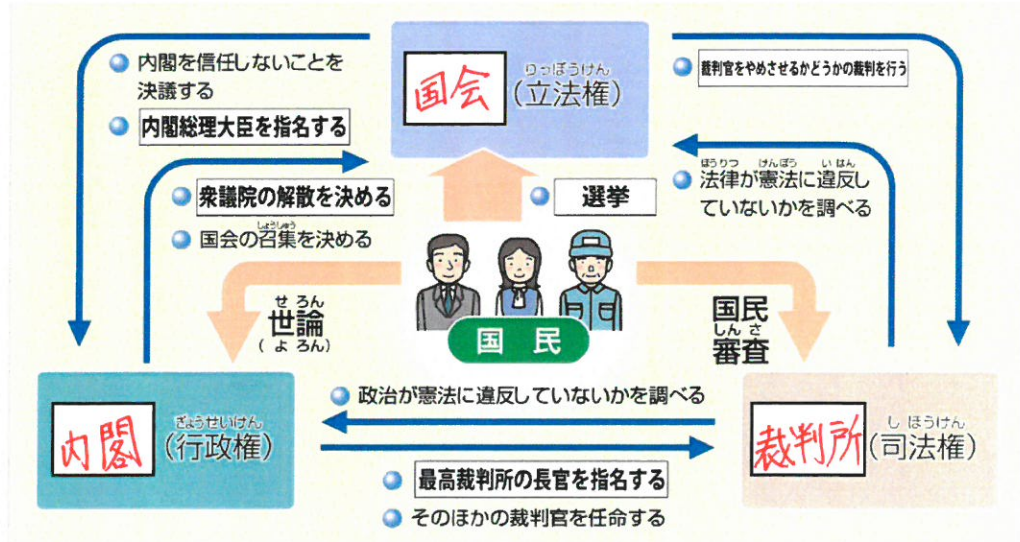 内閣を信任しないことを
決議する
内閣総理大臣を指名する
国会
りっぽうけん
(立法権)
裁判官をやめさせるかどうかの裁判を行う
衆議院の解散を決める
しょうしゅう
国会の召集を決める
選挙
ほうりつ けんぽう いはん
法律が憲法に違反し
ていないかを調べる
せろん
世論
(よろん)
国民
国民
しんさ
審査
内閣
ぎょうせいけん
(行政権)
政治が憲法に違反していないかを調べる
最高裁判所の長官を指名する
そのほかの裁判官を任命する
裁判所
しほうけん
(司法権)